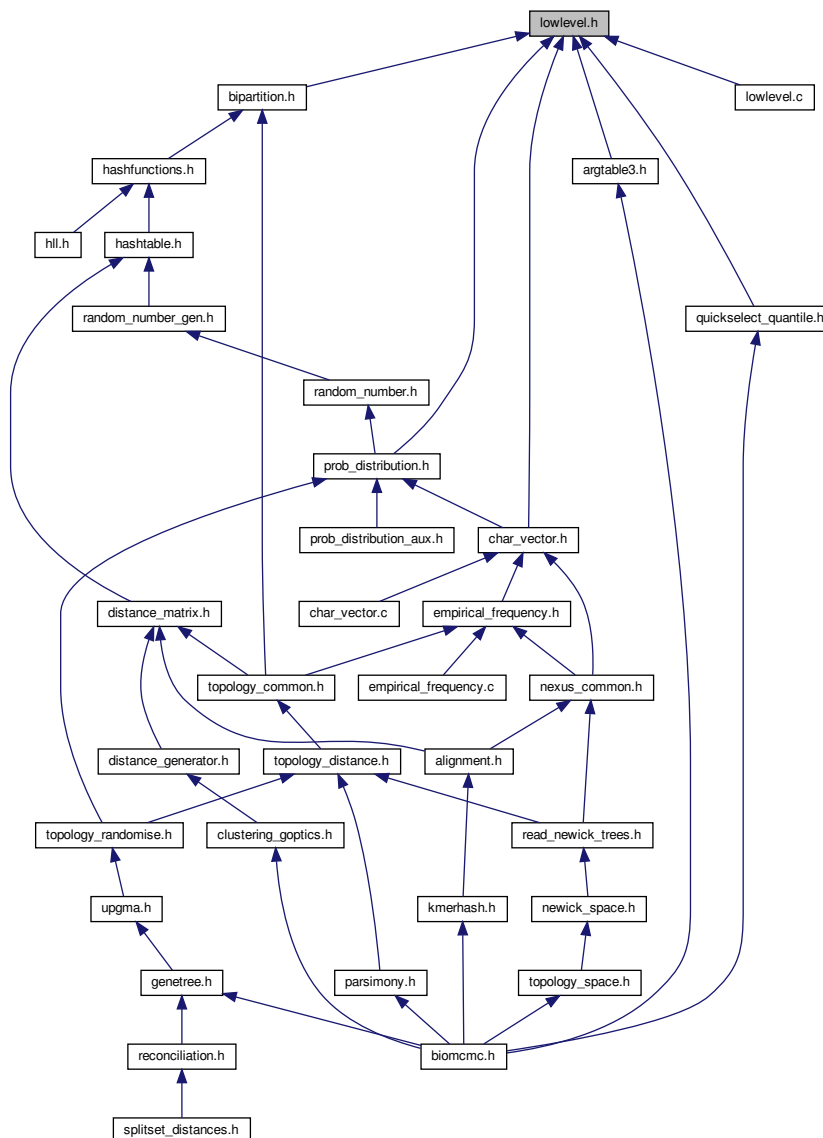 lowlevel.h
bipartition.h
lowlevel.c
hashfunctions.h
argtable3.h
hll.h
hashtable.h
random_number_gen.h
quickselect_quantile.h
random_number.h
prob_distribution.h
prob_distribution_aux.h
char_vector.h
distance_matrix.h
char_vector.c
empirical_frequency.h
topology_common.h
empirical_frequency.c
nexus_common.h
distance_generator.h
topology_distance.h
alignment.h
topology_randomise.h
clustering_goptics.h
read_newick_trees.h
upgma.h
kmerhash.h
newick_space.h
genetree.h
parsimony.h
topology_space.h
reconciliation.h
biomcmc.h
splitset_distances.h